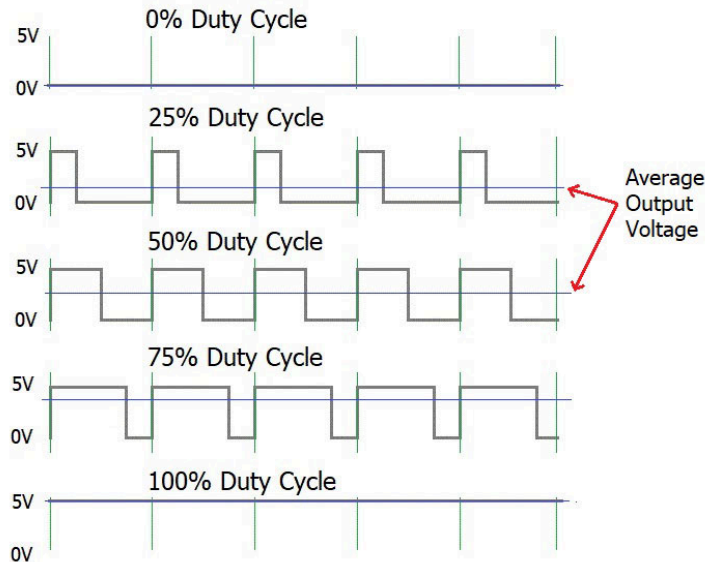 0% Duty Cycle
5V
0V
25% Duty Cycle
5V
0V
Average
Output
Voltage
50% Duty Cycle
5V
0V
75% Duty Cycle
5V
0V
100% Duty Cycle
5V
0V